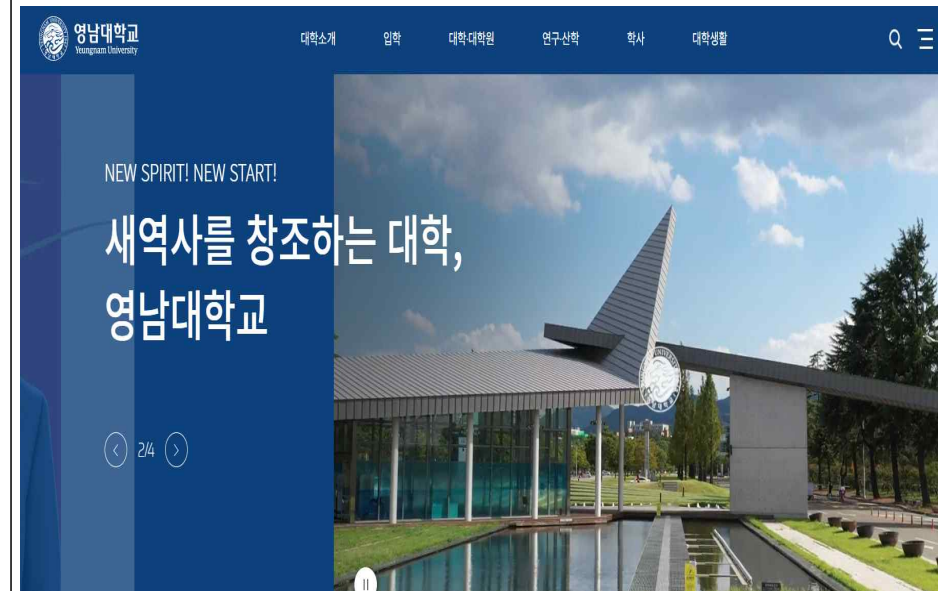 영남대학교
Yeungnam University
대학소개 입학 대학·대학원 연구·산학 학사 대학생활
NEW SPIRIT! NEW START!
새역사를 창조하는 대학,
영남대학교
2/4